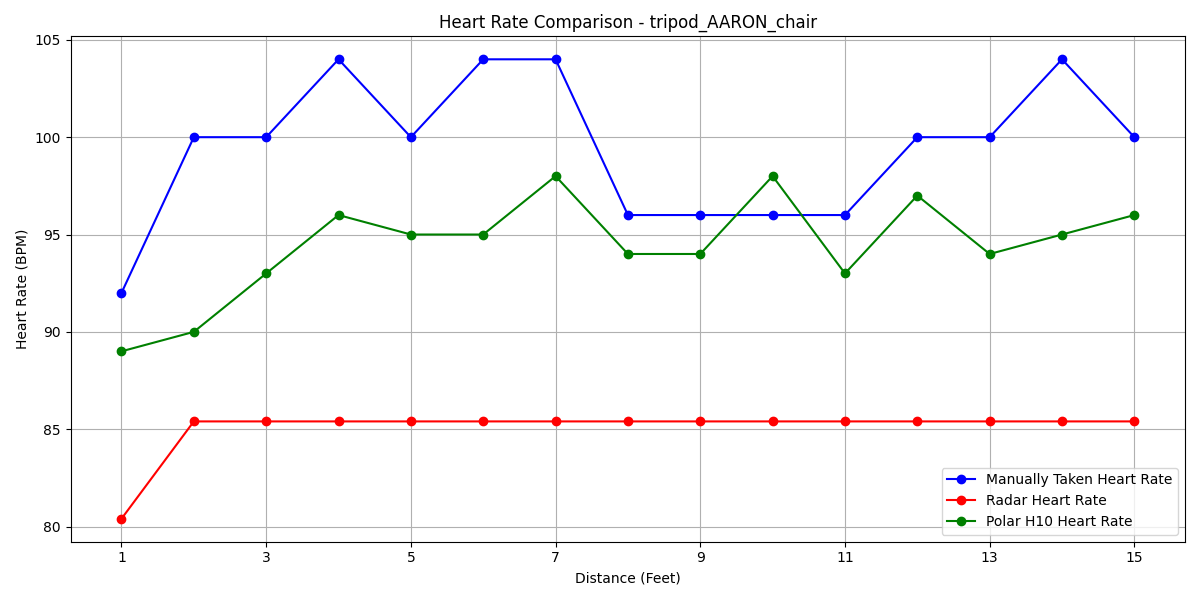 Heart Rate Comparison - tripod_AARON_chair
Heart Rate (BPM)
105
100
95
90
85
80
1 3 5 7 9 11 13 15
Distance (Feet)
Manually Taken Heart Rate
Radar Heart Rate
Polar H10 Heart Rate